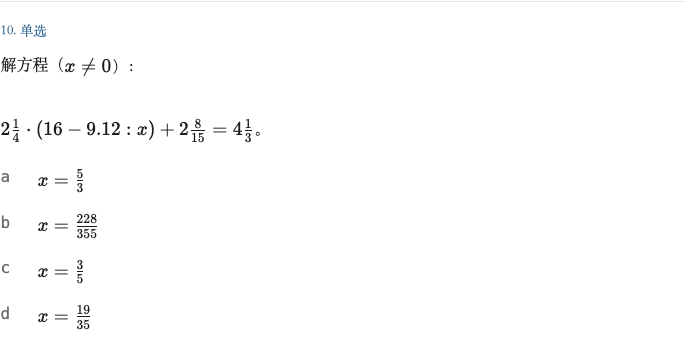 10. 单选
解方程（x ≠ 0）:
2 1/4 · (16 − 9.12 : x) + 2 8/15 = 4 1/3。
a x = 5/3
b x = 228/355
c x = 3/5
d x = 19/35